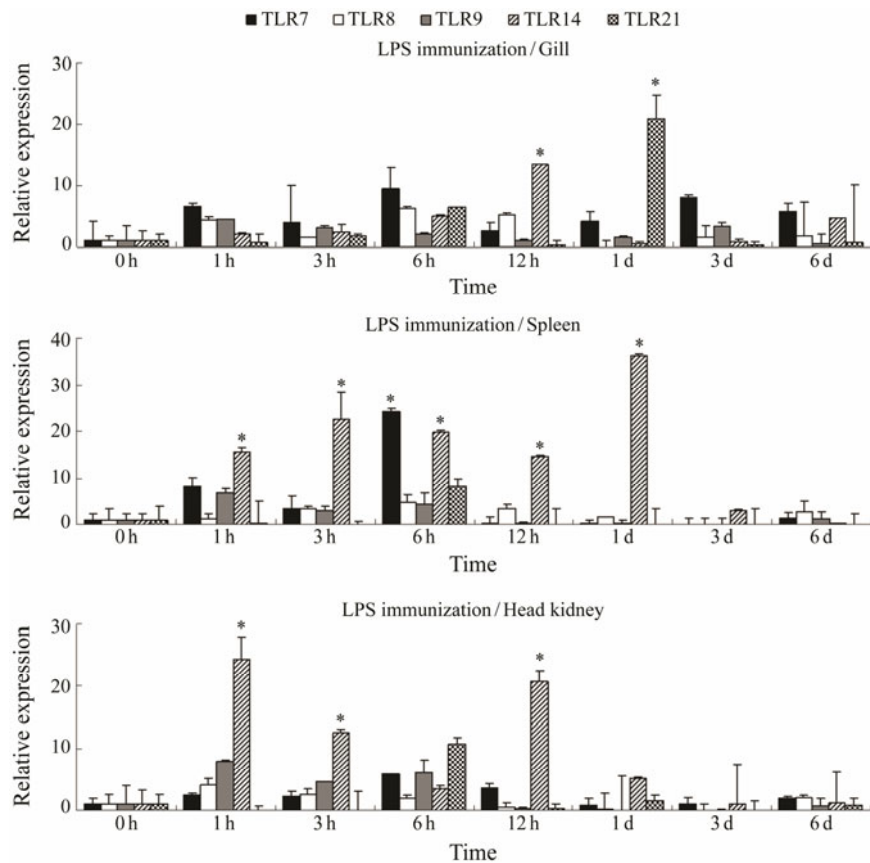 TLR7 TLR8 TLR9 TLR14 TLR21
LPS immunization / Gill
Relative expression
30
20
10
0
* *
0 h 1 h 3 h 6 h 12 h 1 d 3 d 6 d
Time
LPS immunization / Spleen
Relative expression
40
30
20
10
0
* * * * * *
0 h 1 h 3 h 6 h 12 h 1 d 3 d 6 d
Time
LPS immunization / Head kidney
Relative expression
30
20
10
0
* * *
0 h 1 h 3 h 6 h 12 h 1 d 3 d 6 d
Time